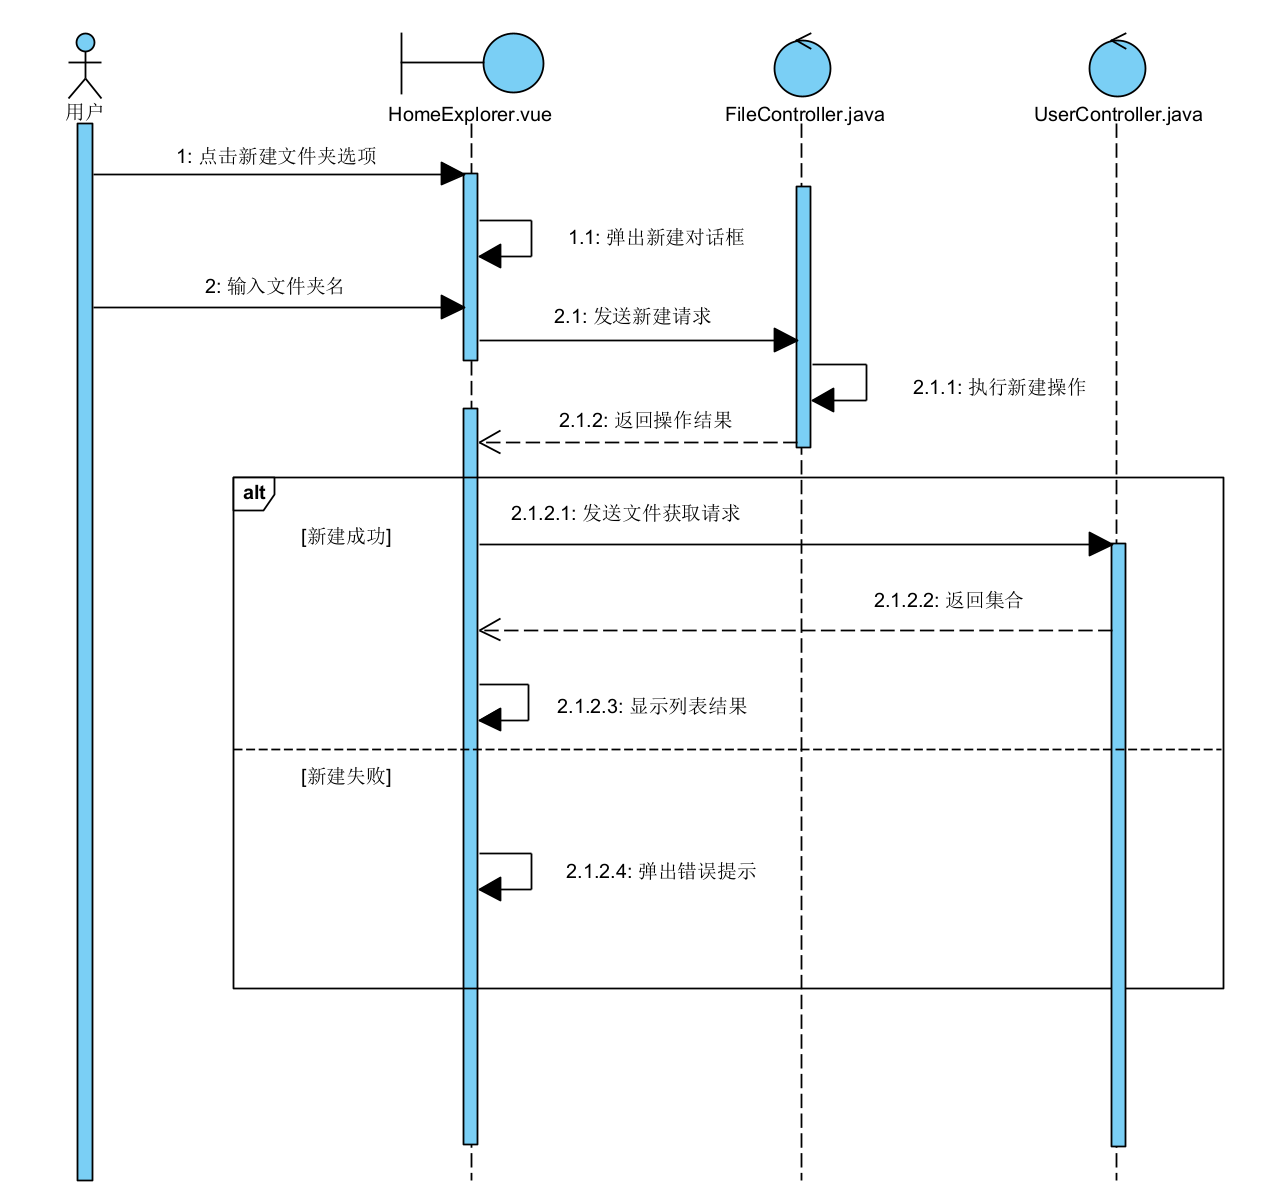 用户
HomeExplorer.vue
FileController.java
UserController.java
1: 点击新建文件夹选项
1.1: 弹出新建对话框
2: 输入文件夹名
2.1: 发送新建请求
2.1.1: 执行新建操作
2.1.2: 返回操作结果
alt
2.1.2.1: 发送文件获取请求
[新建成功]
2.1.2.2: 返回集合
2.1.2.3: 显示列表结果
[新建失败]
2.1.2.4: 弹出错误提示